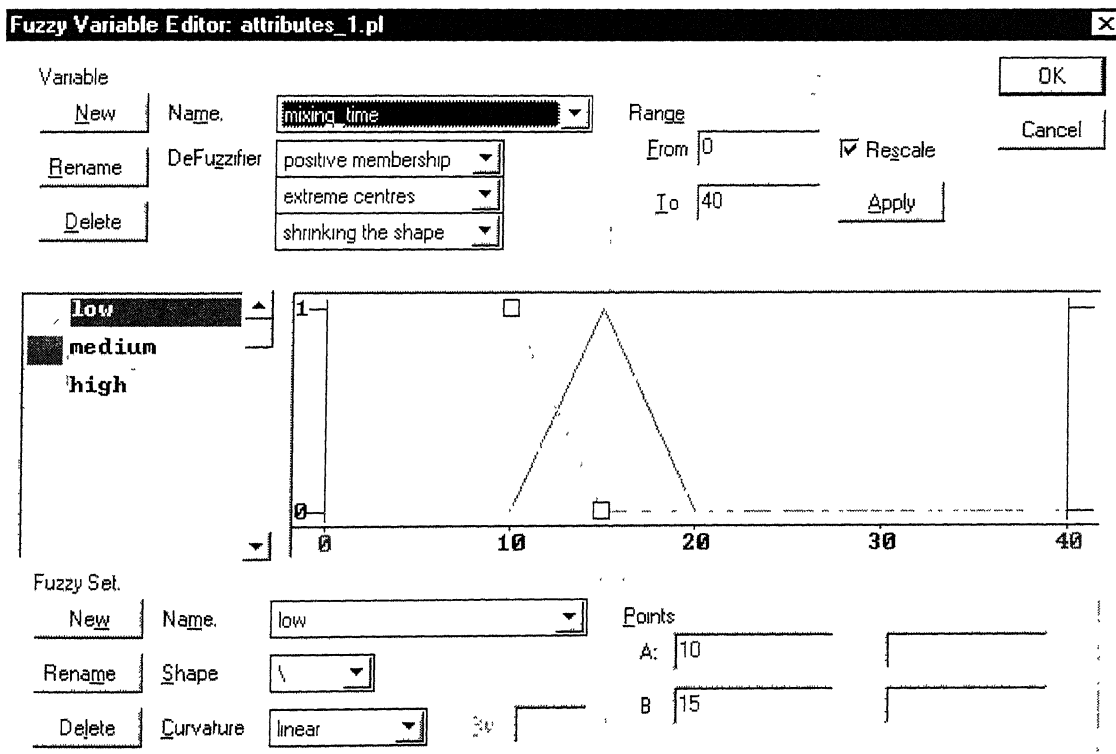 Fuzzy Variable Editor: attributes_1.pl
Variable
OK
New Name. mixing time Range
From 0 Rescale Cancel
Rename DeFuzzifier positive membership
extreme centres To 40 Apply
Delete shrinking the shape
low
medium
high
1
0
0 10 20 30 40
Fuzzy Set.
New Name. low Points
A: 10
Rename Shape \
B 15
Delete Curvature linear